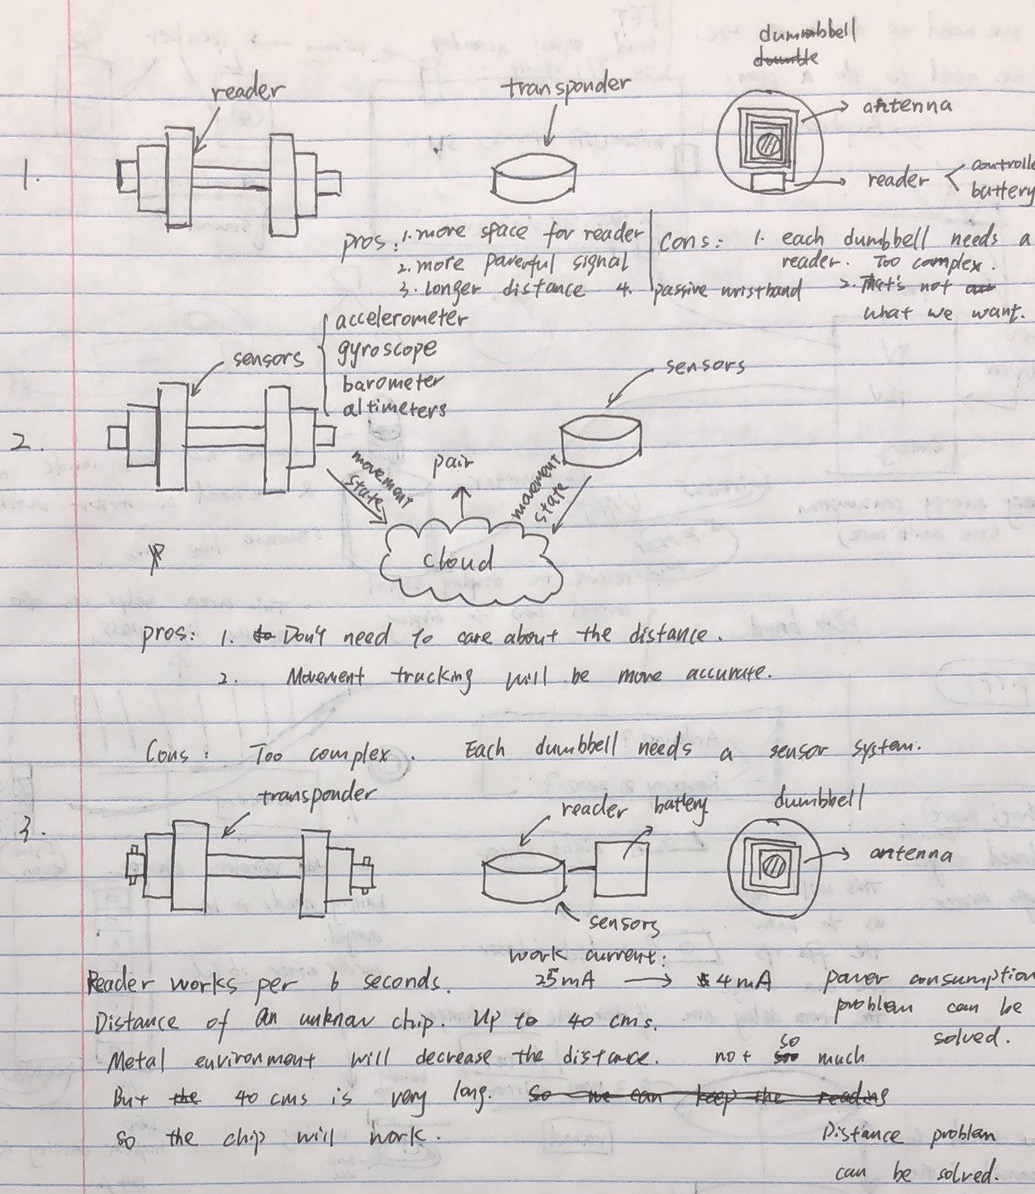 dumbbell
reader
transponder
antenna
1.
reader
controlle
battery
pros: 1. more space for reader
2. more powerful signal
3. Longer distance 4. passive wristband
Cons: 1. each dumbbell needs a
reader. Too complex.
2. That's not
what we want.
2.
sensors
accelerometer
gyroscope
barometer
altimeters
sensors
movement
state
pair
movement
state
cloud
pros: 1. Don't need to care about the distance.
2. Movement tracking will be more accurate.
Cons: Too complex. Each dumbbell needs a sensor system.
3.
transponder
reader
battery
dumbbell
antenna
sensors
work current:
Reader works per 6 seconds. 25mA → 4mA power consumption
problem can be
solved.
Distance of an unknow chip. Up to 40 cms.
Metal environment will decrease the distance. not so much
But the 40 cms is very long. So we can keep the reading
so the chip will work.
Distance problem
can be solved.